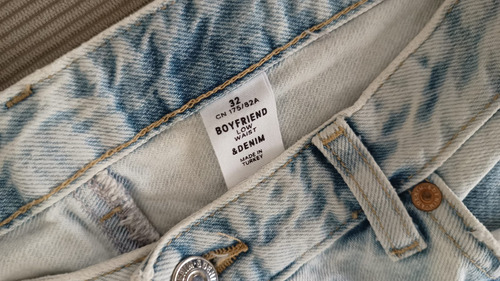 32
CN 175/82A
BOYFRIEND
LOW
WAIST
&DENIM
MADE IN
TURKEY